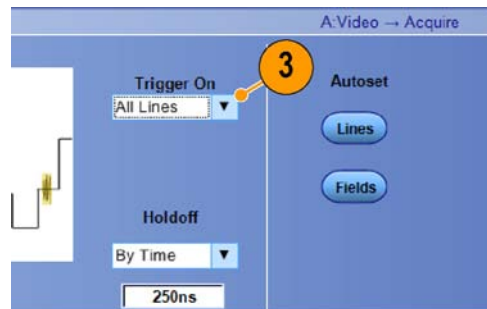 A:Video → Acquire
3
Trigger On
All Lines
Autoset
Lines
Fields
Holdoff
By Time
250ns